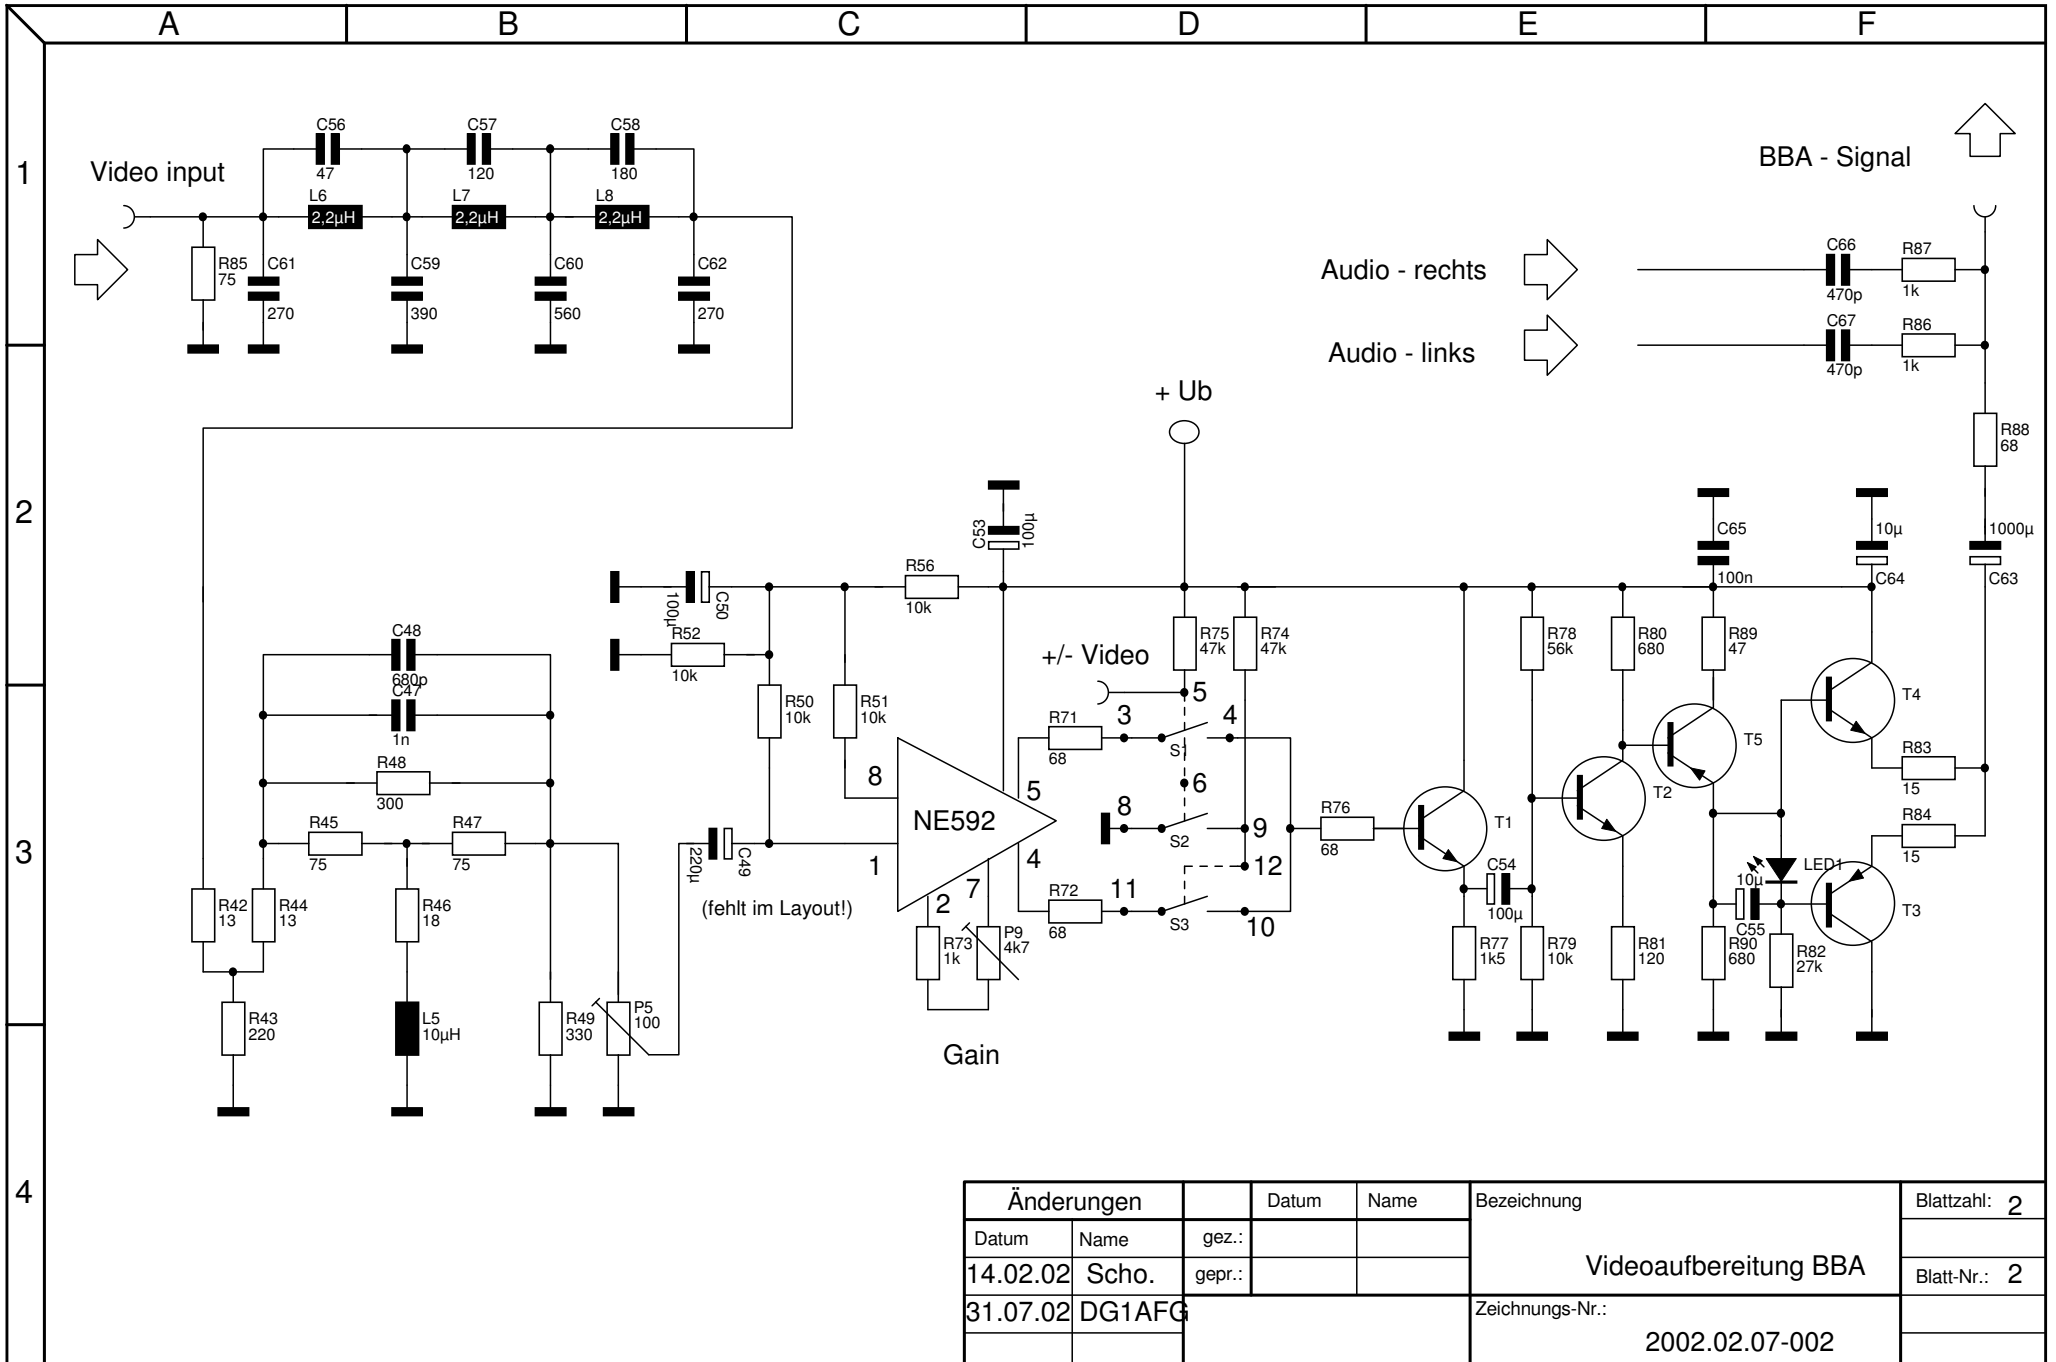 A B C D E F
1
2
3
4
Video input
C56
47
C57
120
C58
180
L6
2,2µH
L7
2,2µH
L8
2,2µH
R85
75
C61
270
C59
390
C60
560
C62
270
BBA - Signal
Audio - rechts
Audio - links
C66
470p
R87
1k
C67
470p
R86
1k
R88
68
+ Ub
C53
100µ
C65
100n
10µ
C64
1000µ
C63
100µ
C50
R56
10k
R52
10k
R50
10k
R51
10k
R75
47k
R74
47k
R78
56k
R80
680
R89
47
C48
680p
C47
1n
R48
300
R45
75
R47
75
+/- Video
5
R71
68
3
4
S1
6
8
S2
9
12
R72
68
11
S3
10
8
1
NE592
5
4
2
7
220µ
C49
(fehlt im Layout!)
R73
1k
P9
4k7
Gain
R76
68
T1
C54
100µ
R77
1k5
R79
10k
T2
R81
120
T5
T4
R83
15
R84
15
LED1
T3
10µ
C55
R90
680
R82
27k
R42
13
R44
13
R46
18
R43
220
L5
10µH
R49
330
P5
100
Änderungen Datum Name Bezeichnung Blattzahl: 2
Datum Name gez.:
14.02.02 Scho. gepr.: Videoaufbereitung BBA Blatt-Nr.: 2
31.07.02 DG1AFG Zeichnungs-Nr.:
2002.02.07-002